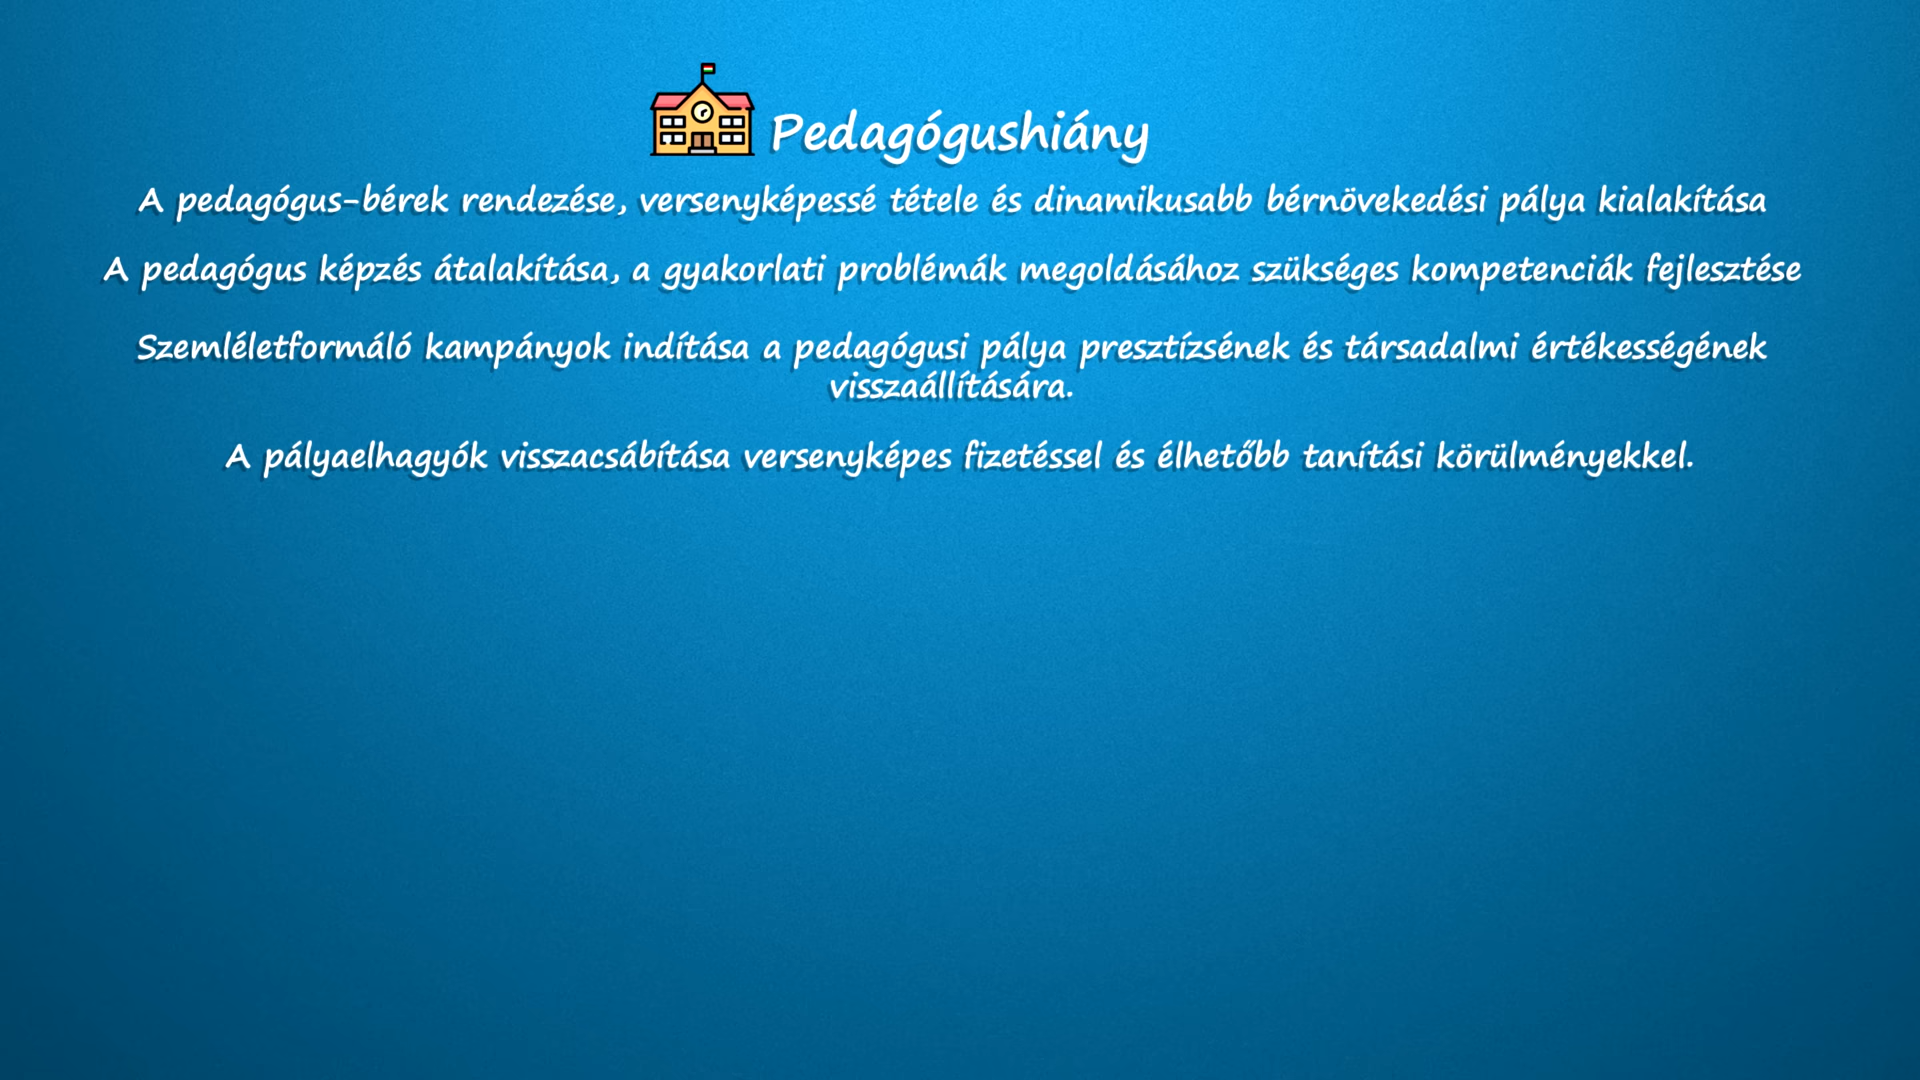 Pedagógushiány
A pedagógus-bérek rendezése, versenyképessé tétele és dinamikusabb bérnövekedési pálya kialakítása
A pedagógus képzés átalakítása, a gyakorlati problémák megoldásához szükséges kompetenciák fejlesztése
Szemléletformáló kampányok indítása a pedagógusi pálya presztízsének és társadalmi értékességének
visszaállítására.
A pályaelhagyók visszacsábítása versenyképes fizetéssel és élhetőbb tanítási körülményekkel.